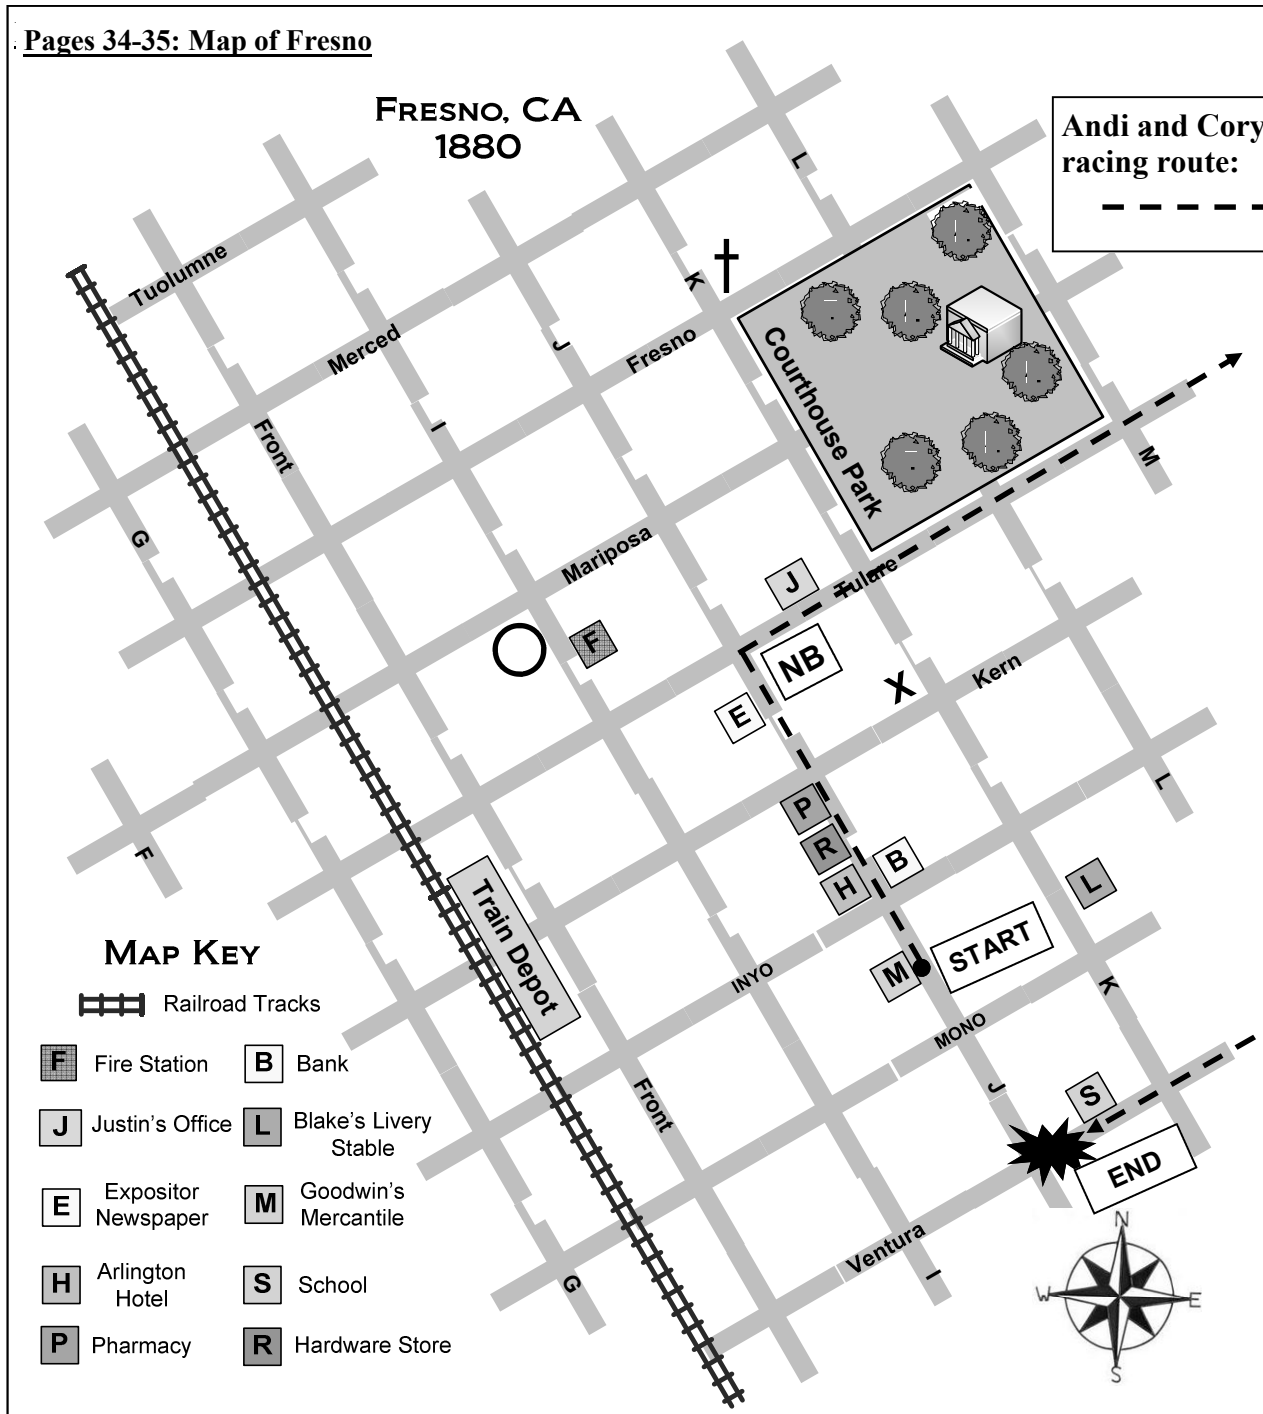 Pages 34-35: Map of Fresno
FRESNO, CA
1880
Andi and Cory
racing route:
L
Tuolumne
K
Merced
J
Fresno
Courthouse Park
Front
I
M
G
Mariposa
J
Tulare
F
NB
Kern
X
E
F
L
P
R
B
H
L
Train Depot
START
M
INYO
K
MONO
J
Front
S
END
Ventura
G
I
MAP KEY
Railroad Tracks
F Fire Station
B Bank
J Justin's Office
L Blake's Livery
Stable
E Expositor
Newspaper
M Goodwin's
Mercantile
H Arlington
Hotel
S School
P Pharmacy
R Hardware Store
N
W
E
S